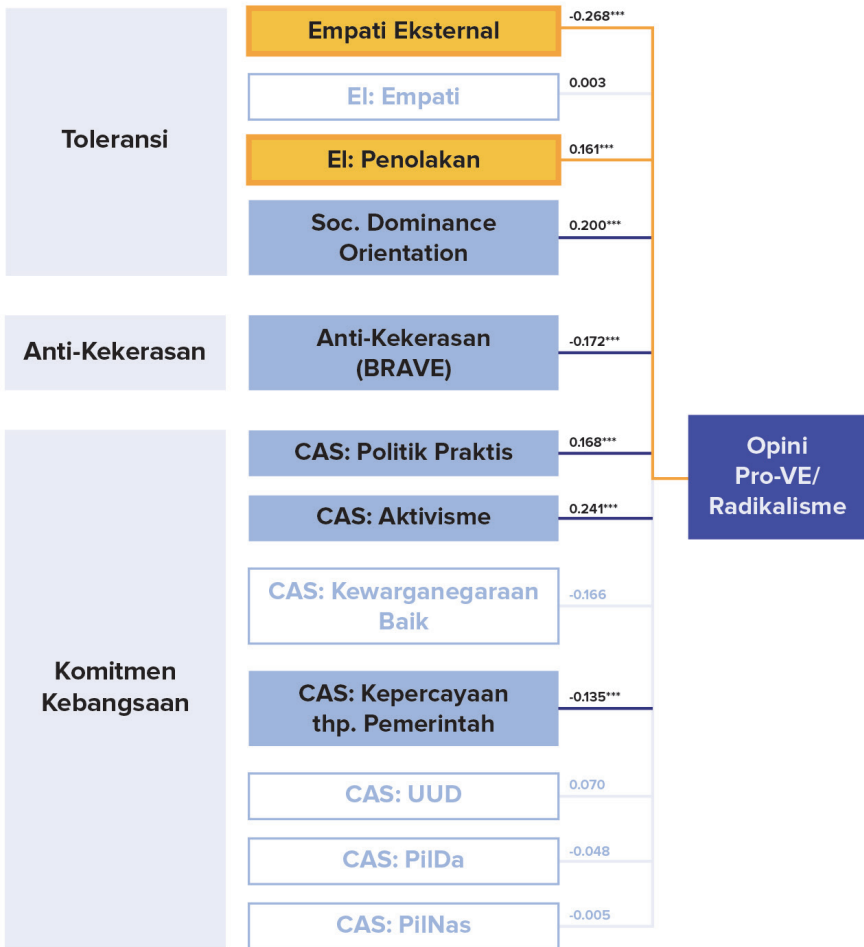 Toleransi
Empati Eksternal
-0.268***
EI: Empati
0.003
EI: Penolakan
0.161***
Soc. Dominance
Orientation
0.200***
Anti-Kekerasan
Anti-Kekerasan
(BRAVE)
-0.172***
Komitmen
Kebangsaan
CAS: Politik Praktis
0.168***
CAS: Aktivisme
0.241***
CAS: Kewarganegaraan
Baik
-0.166
CAS: Kepercayaan
thp. Pemerintah
-0.135***
CAS: UUD
0.070
CAS: PilDa
-0.048
CAS: PilNas
-0.005
Opini
Pro-VE/
Radikalisme